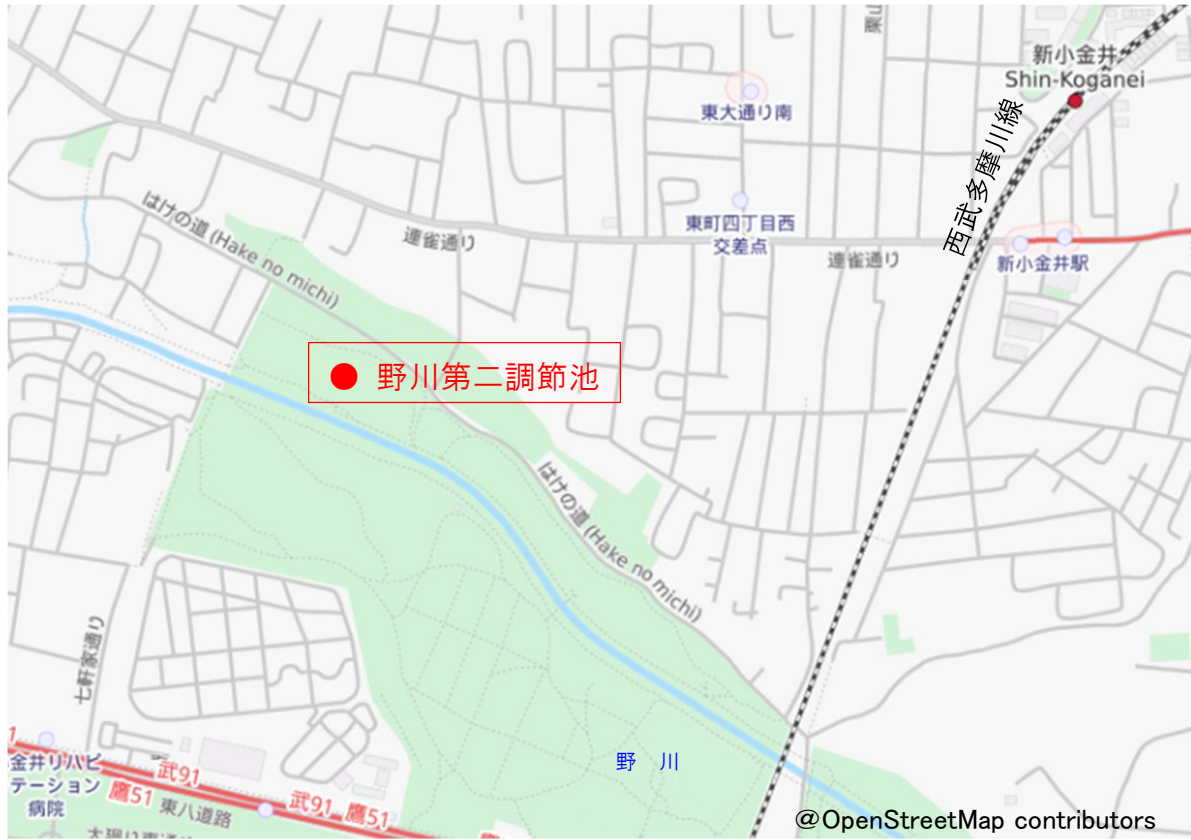 新小金井
Shin-Koganei
東大通り南
西武多摩川線
はけの道 (Hake no michi)
東町四丁目西
交差点
連雀通り
連雀通り
新小金井駅
野川第二調節池
はけの道 (Hake no michi)
七軒家通り
野 川
金井リハビ
テーション
病院
武91
鷹51
東八道路
武91 鷹51
@OpenStreetMap contributors